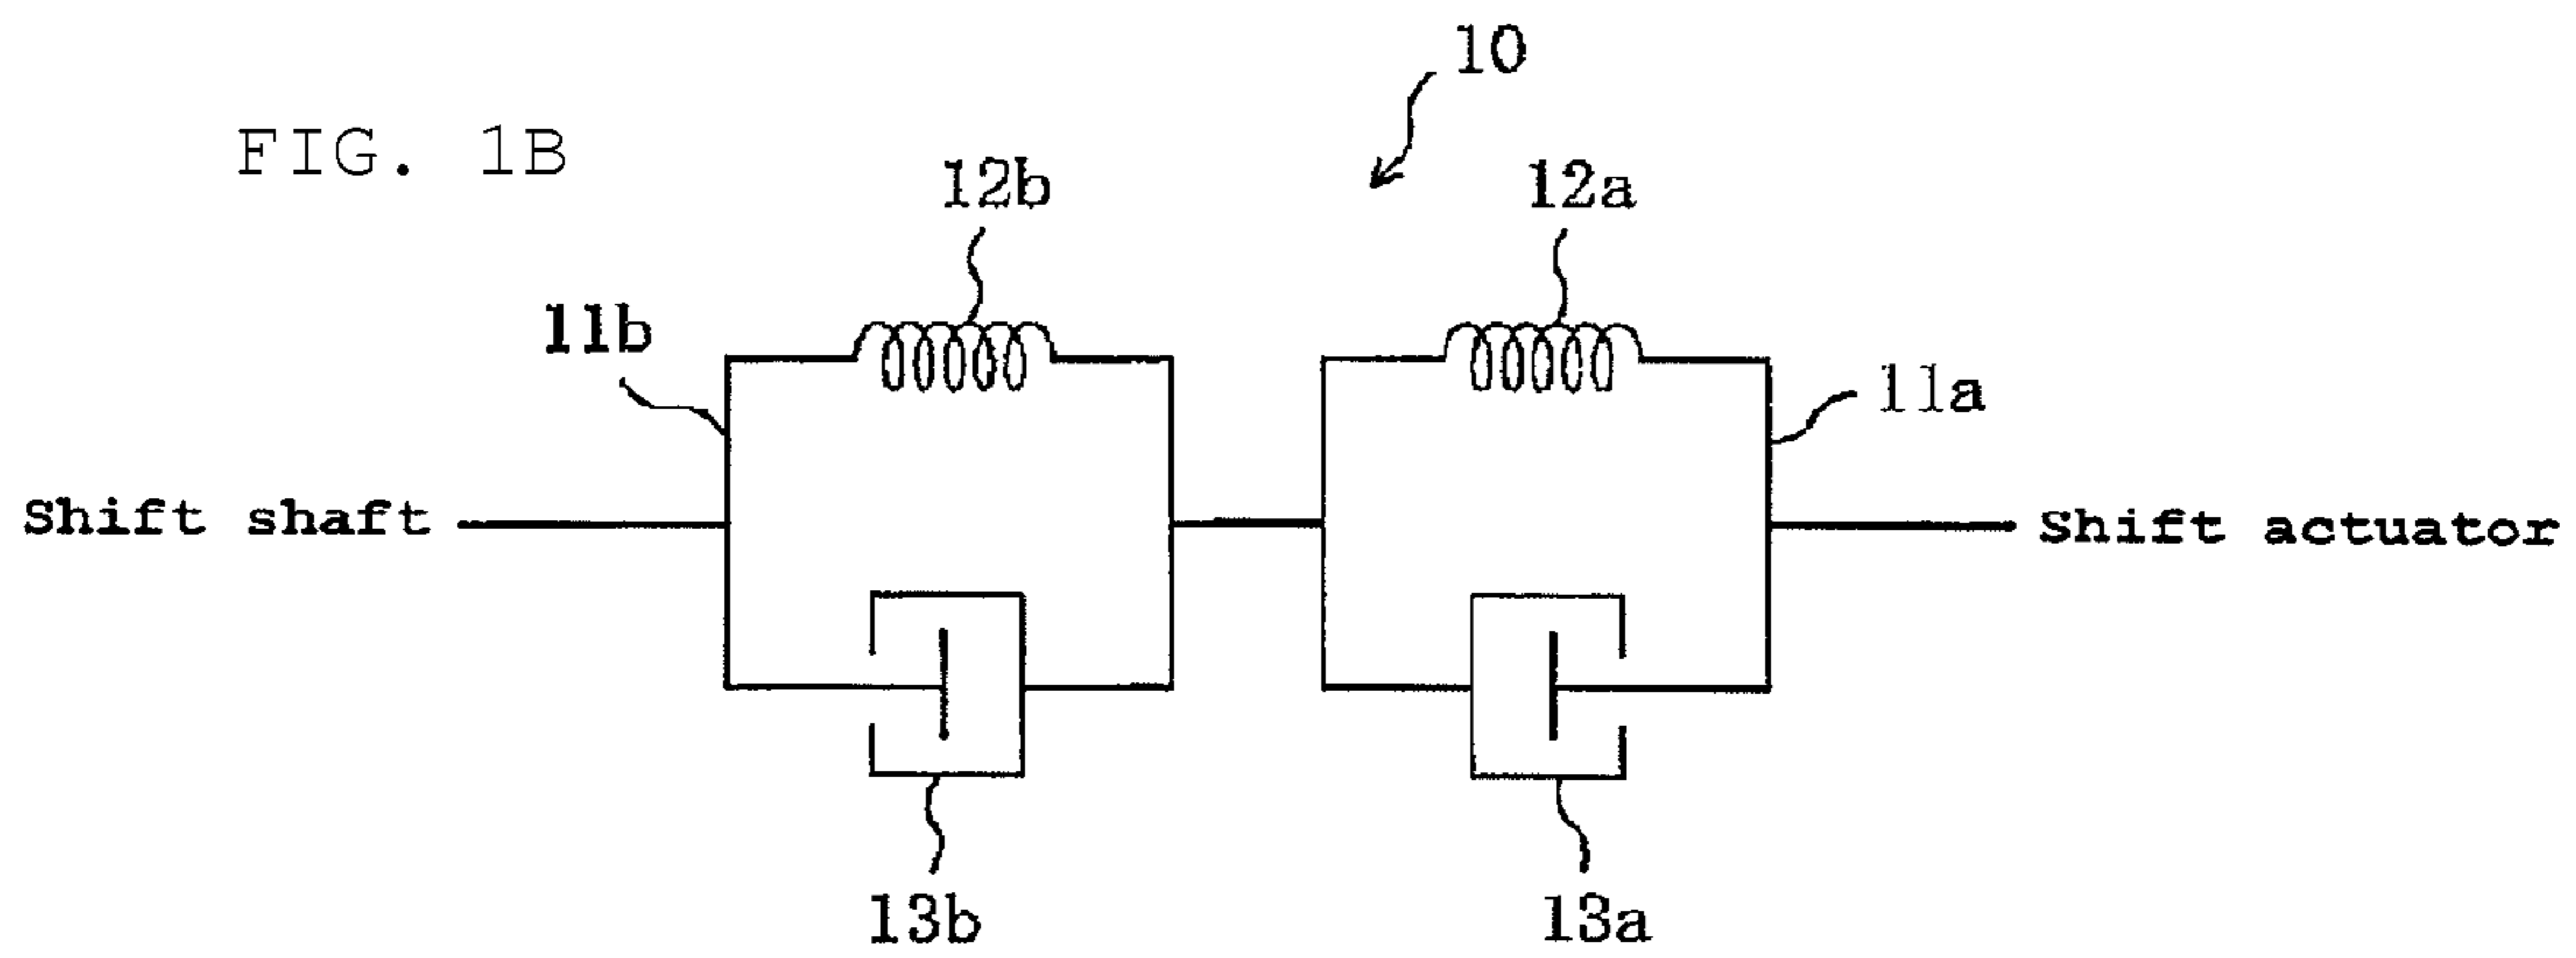 10
FIG. 1B
12b
12a
11b
11a
Shift shaft
Shift actuator
13b
13a